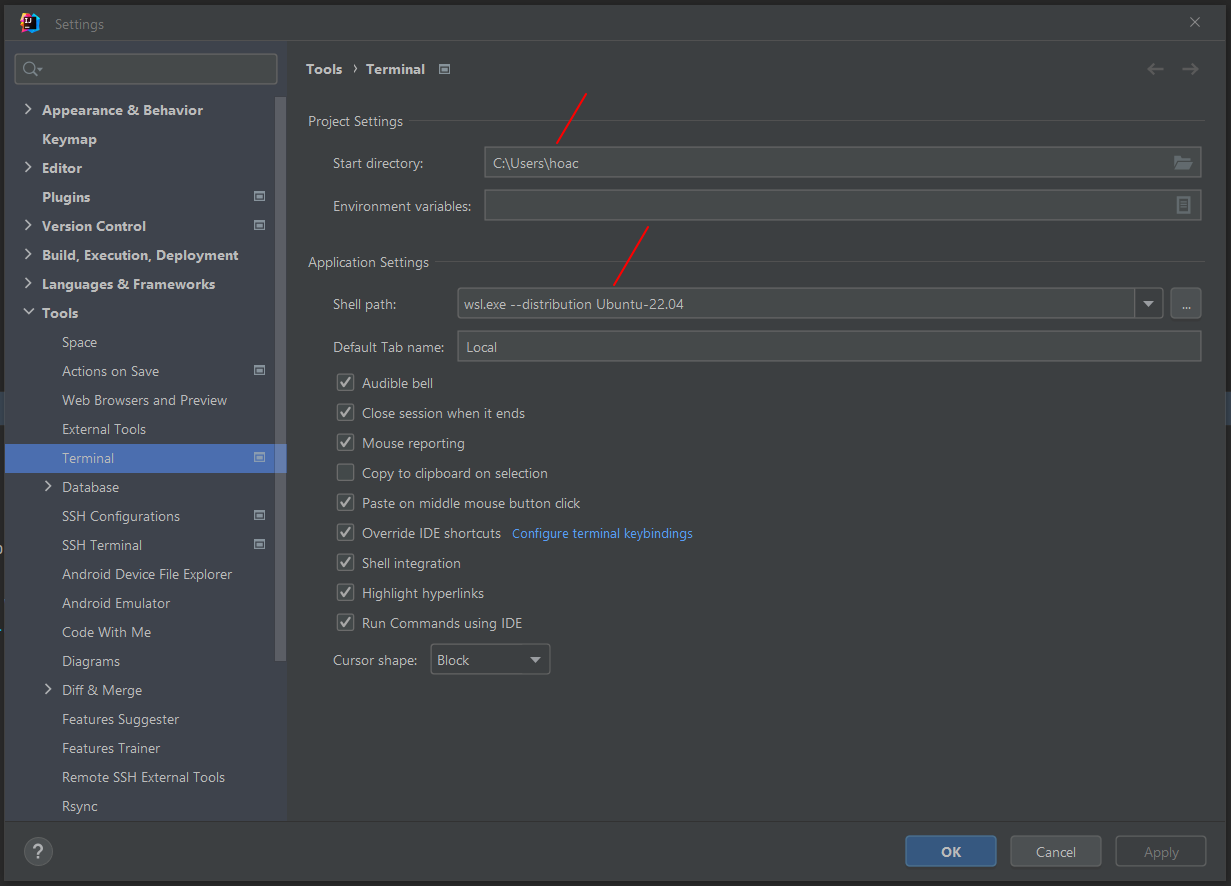 Settings
Tools › Terminal
Appearance & Behavior
Keymap
Editor
Plugins
Version Control
Build, Execution, Deployment
Languages & Frameworks
Tools
Space
Actions on Save
Web Browsers and Preview
External Tools
Terminal
Database
SSH Configurations
SSH Terminal
Android Device File Explorer
Android Emulator
Code With Me
Diagrams
Diff & Merge
Features Suggester
Features Trainer
Remote SSH External Tools
Rsync
Project Settings
Start directory: C:\Users\hoac
Environment variables:
Application Settings
Shell path: wsl.exe --distribution Ubuntu-22.04 ...
Default Tab name: Local
Audible bell
Close session when it ends
Mouse reporting
Copy to clipboard on selection
Paste on middle mouse button click
Override IDE shortcuts Configure terminal keybindings
Shell integration
Highlight hyperlinks
Run Commands using IDE
Cursor shape: Block
? OK Cancel Apply